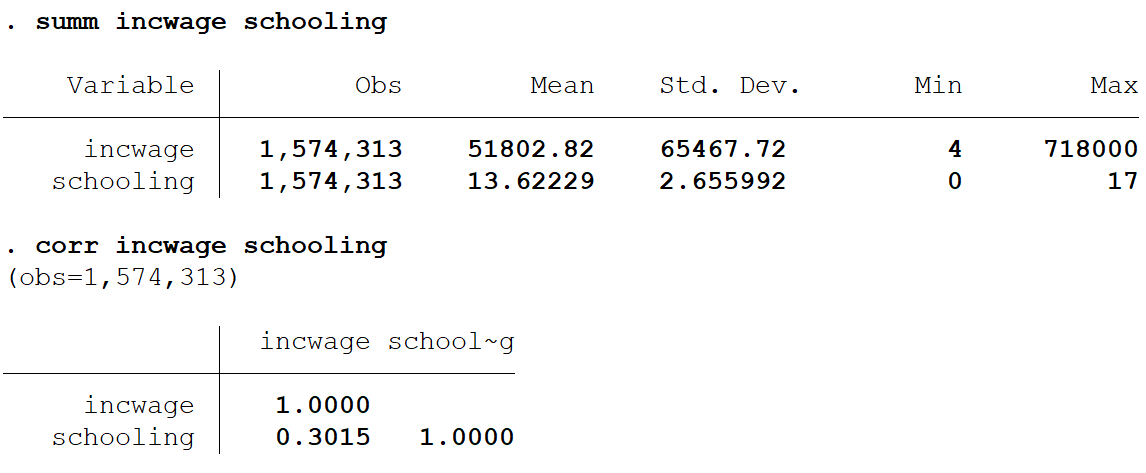 . summ incwage schooling
Variable Obs Mean Std. Dev. Min Max
incwage 1,574,313 51802.82 65467.72 4 718000
schooling 1,574,313 13.62229 2.655992 0 17
. corr incwage schooling
(obs=1,574,313)
incwage school~g
incwage 1.0000
schooling 0.3015 1.0000